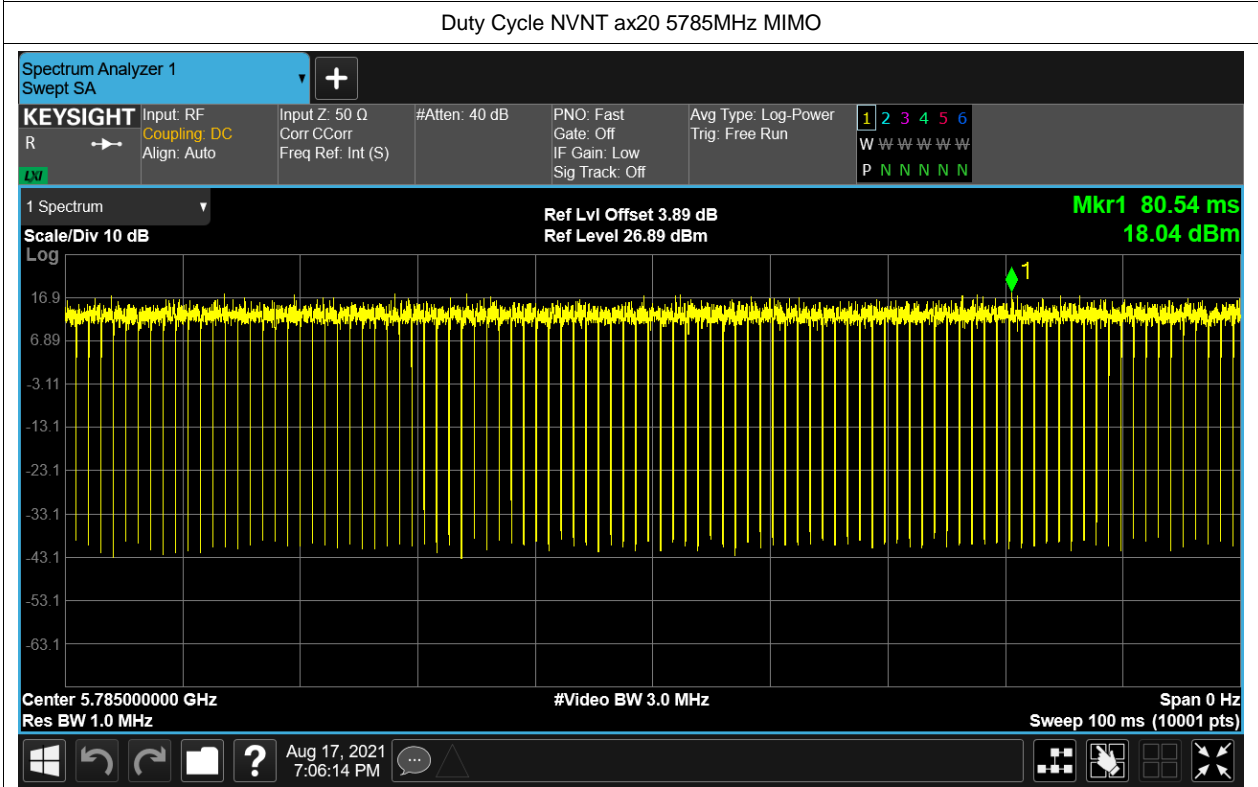 Duty Cycle NVNT ax20 5785MHz MIMO
Spectrum Analyzer 1
Swept SA
KEYSIGHT
R
LXI
Input: RF
Coupling: DC
Align: Auto
Input Z: 50 Ω
Corr CCorr
Freq Ref: Int (S)
#Atten: 40 dB
PNO: Fast
Gate: Off
IF Gain: Low
Sig Track: Off
Avg Type: Log-Power
Trig: Free Run
1 2 3 4 5 6
W W W W W W
P N N N N N
1 Spectrum
Scale/Div 10 dB
Ref Lvl Offset 3.89 dB
Ref Level 26.89 dBm
Mkr1 80.54 ms
18.04 dBm
Log
1
16.9
6.89
-3.11
-13.1
-23.1
-33.1
-43.1
-53.1
-63.1
Center 5.785000000 GHz
#Video BW 3.0 MHz
Span 0 Hz
Res BW 1.0 MHz
Sweep 100 ms (10001 pts)
?
Aug 17, 2021
7:06:14 PM